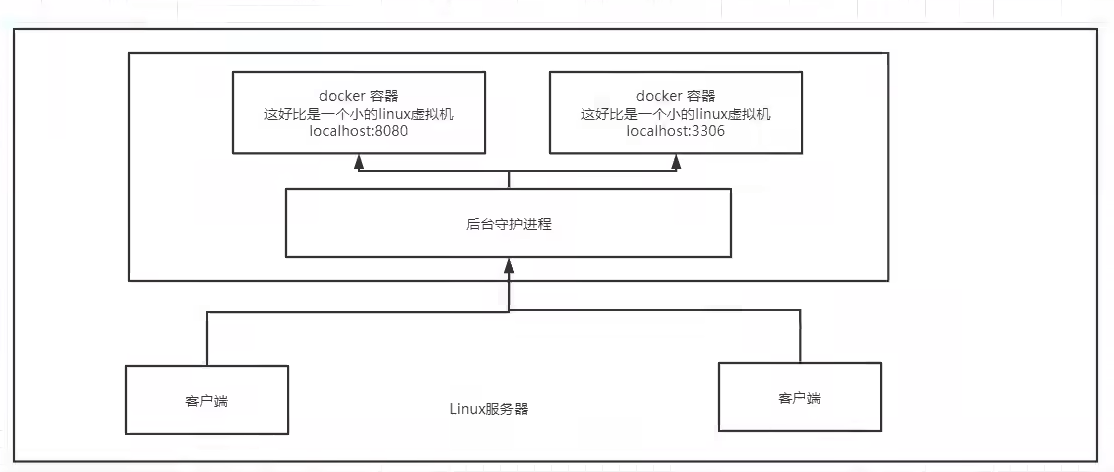 docker 容器
这好比是一个小的linux虚拟机
localhost:8080
docker 容器
这好比是一个小的linux虚拟机
localhost:3306
后台守护进程
客户端
Linux服务器
客户端